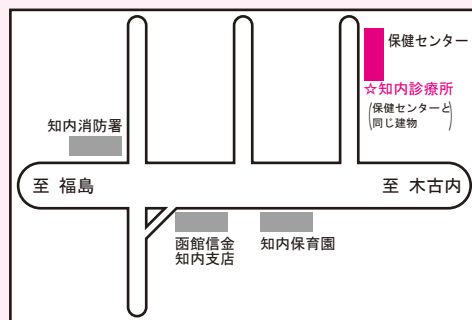 保健センター
☆知内診療所
(保健センターと
同じ建物)
知内消防署
至 福島
至 木古内
函館信金
知内支店
知内保育園